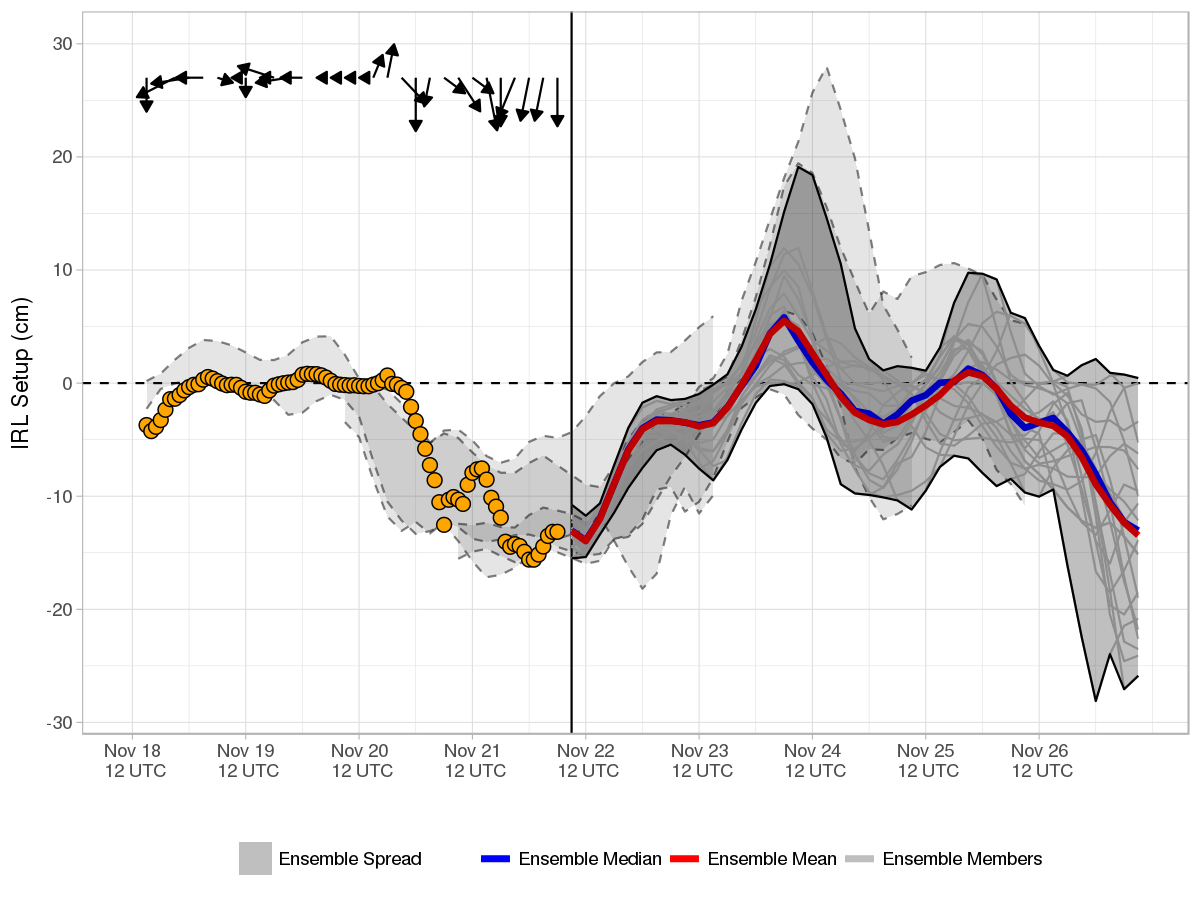 IRL Setup (cm)
30
20
10
0
-10
-20
-30
Nov 18 Nov 19 Nov 20 Nov 21 Nov 22 Nov 23 Nov 24 Nov 25 Nov 26
12 UTC 12 UTC 12 UTC 12 UTC 12 UTC 12 UTC 12 UTC 12 UTC 12 UTC
Ensemble Spread Ensemble Median Ensemble Mean Ensemble Members